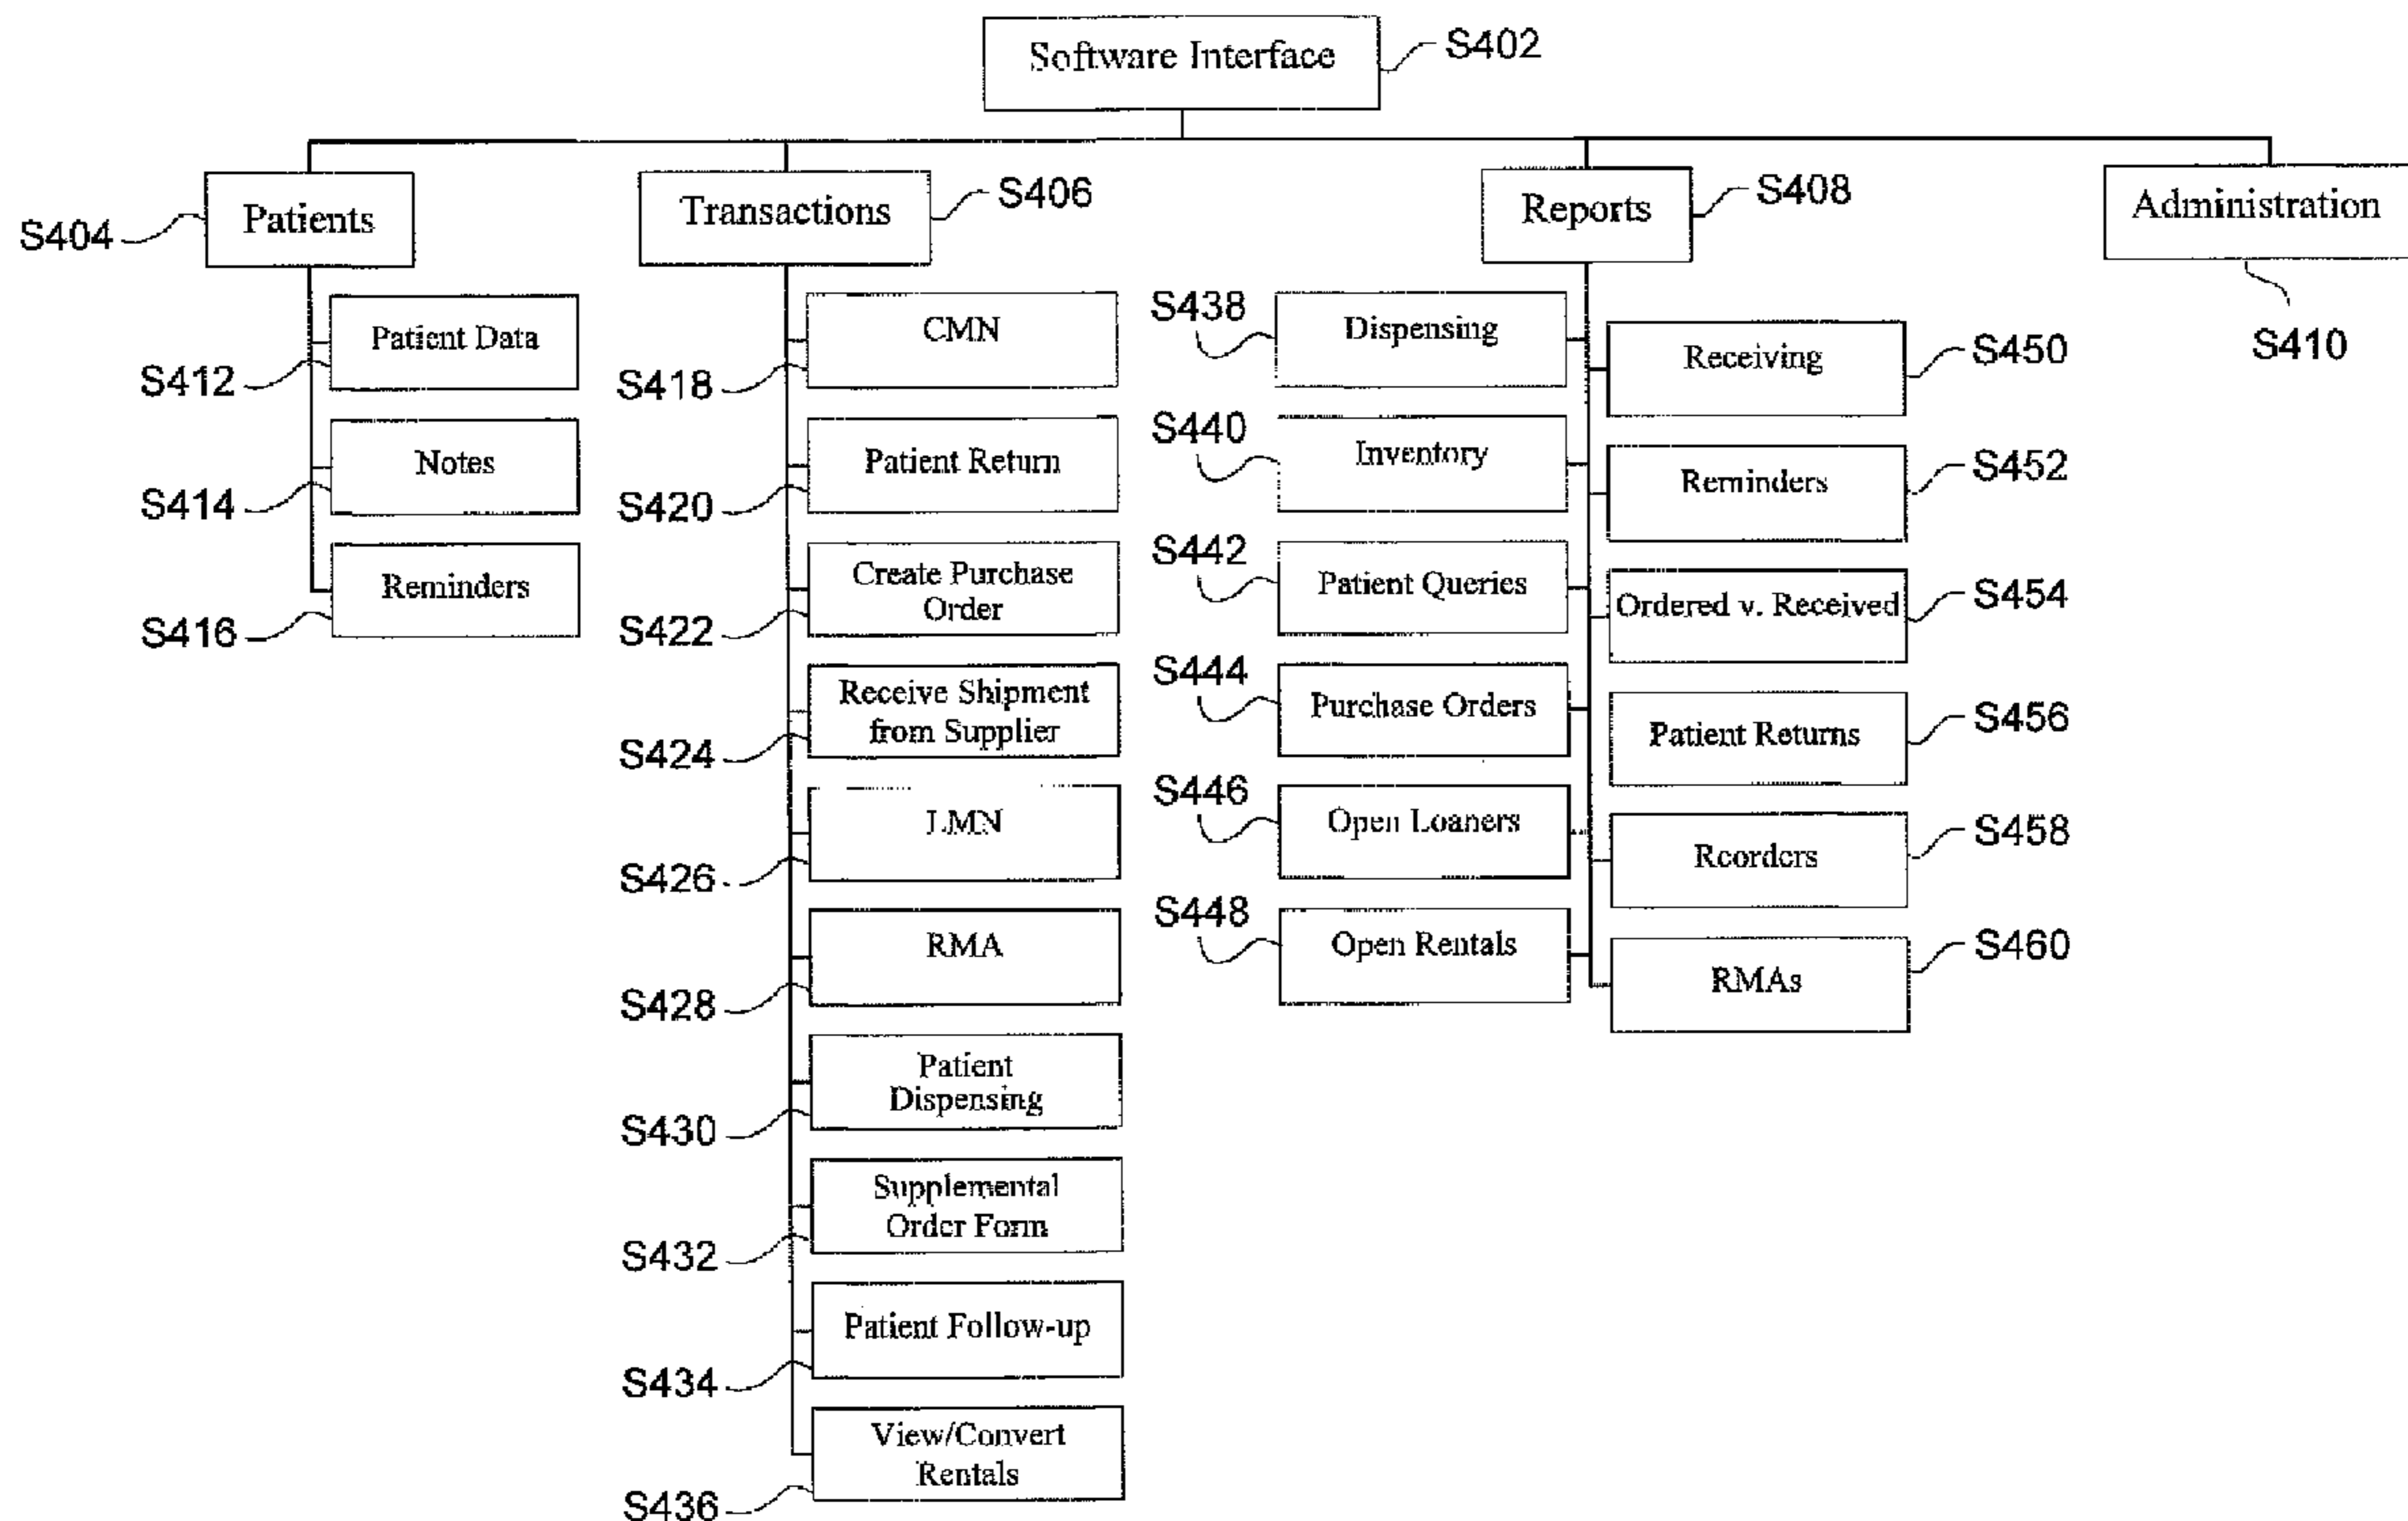 Software Interface
S402
Patients
S404
Transactions
S406
Reports
S408
Administration
S410
Patient Data
S412
Notes
S414
Reminders
S416
CMN
S418
Patient Return
S420
Create Purchase
Order
S422
Receive Shipment
from Supplier
S424
LMN
S426
RMA
S428
Patient
Dispensing
S430
Supplemental
Order Form
S432
Patient Follow-up
S434
View/Convert
Rentals
S436
S438
Dispensing
S440
Inventory
S442
Patient Queries
S444
Purchase Orders
S446
Open Loaners
S448
Open Rentals
Receiving
S450
Reminders
S452
Ordered v. Received
S454
Patient Returns
S456
Reorders
S458
RMAs
S460